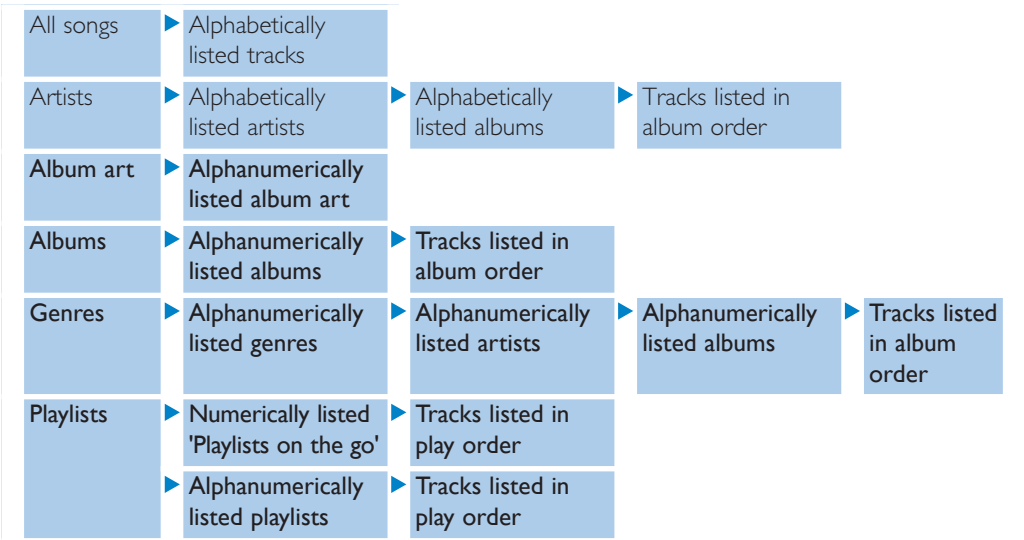 All songs
Alphabetically
listed tracks
Artists
Alphabetically
listed artists
Alphabetically
listed albums
Tracks listed in
album order
Album art
Alphanumerically
listed album art
Albums
Alphanumerically
listed albums
Tracks listed in
album order
Genres
Alphanumerically
listed genres
Alphanumerically
listed artists
Alphanumerically
listed albums
Tracks listed
in album
order
Playlists
Numerically listed
'Playlists on the go'
Tracks listed in
play order
Alphanumerically
listed playlists
Tracks listed in
play order